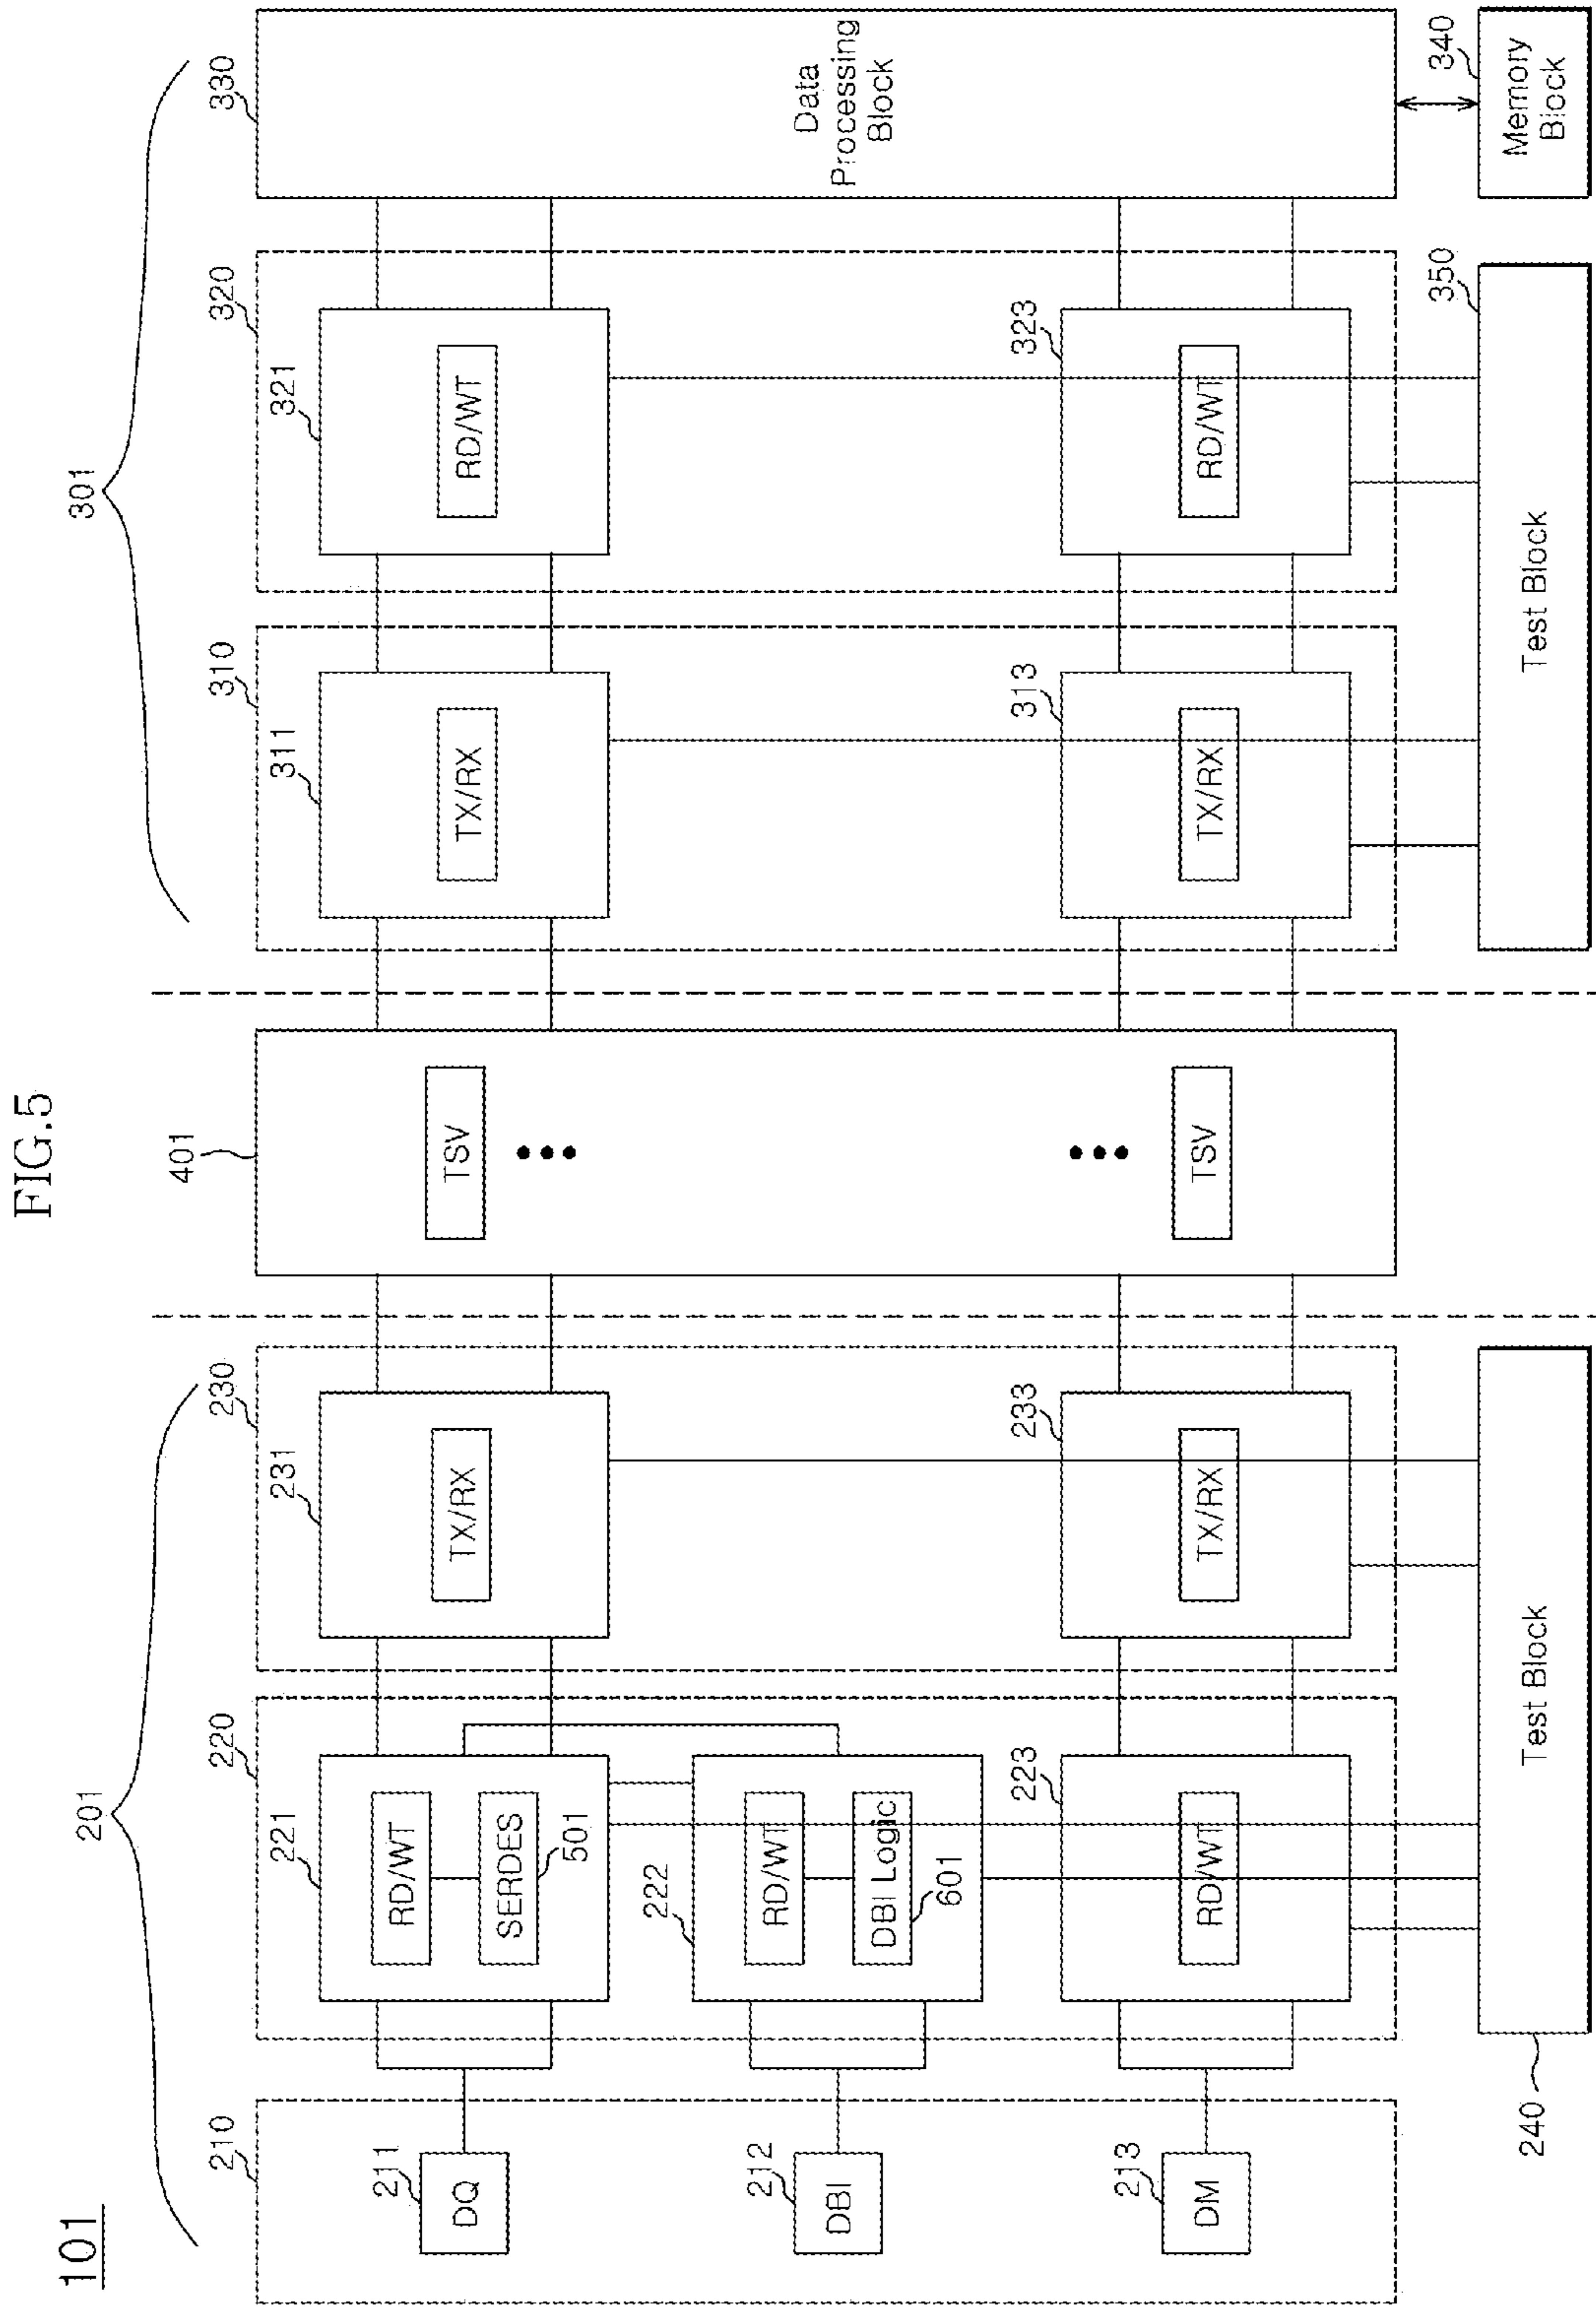 FIG.5
101
201
301
210
220
230
401
310
320
330
211
DQ
212
DBI
213
DM
221
RD/WT
SERDES
501
222
RD/WT
DBI Logic
601
223
RD/WT
231
TX/RX
233
TX/RX
TSV
TSV
311
TX/RX
313
TX/RX
321
RD/WT
323
RD/WT
Data
Processing
Block
240
Test Block
350
Test Block
340
Memory
Block